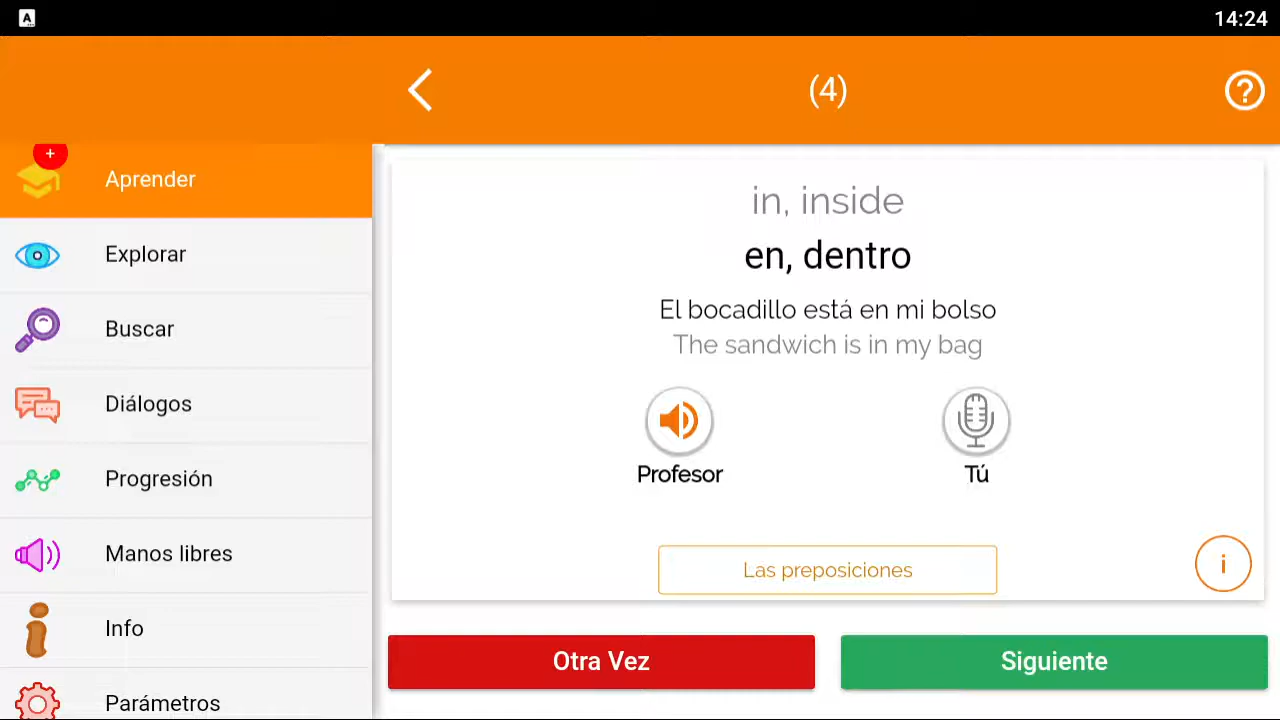 A
14:24
(4)
?
+
Aprender
Explorar
Buscar
Diálogos
Progresión
Manos libres
Info
Parámetros
in, inside
en, dentro
El bocadillo está en mi bolso
The sandwich is in my bag
Profesor
Tú
Las preposiciones
i
Otra Vez
Siguiente